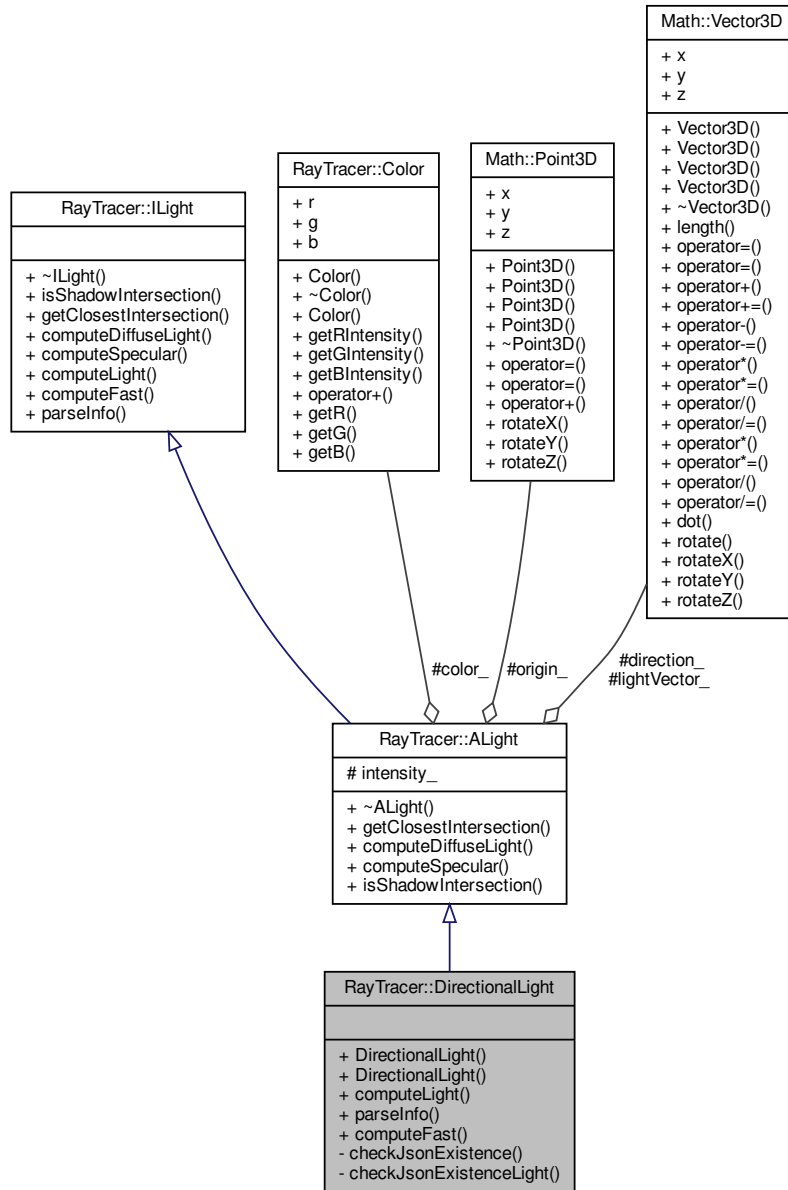 Math::Vector3D
+ x
+ y
+ z
+ Vector3D()
+ Vector3D()
+ Vector3D()
+ Vector3D()
+ ~Vector3D()
+ length()
+ operator=()
+ operator=()
+ operator+()
+ operator+=()
+ operator-()
+ operator-=()
+ operator*()
+ operator*=()
+ operator/()
+ operator/=()
+ operator*()
+ operator*=()
+ operator/()
+ operator/=()
+ dot()
+ rotate()
+ rotateX()
+ rotateY()
+ rotateZ()
Math::Point3D
+ x
+ y
+ z
+ Point3D()
+ Point3D()
+ Point3D()
+ Point3D()
+ ~Point3D()
+ operator=()
+ operator=()
+ operator+()
+ rotateX()
+ rotateY()
+ rotateZ()
RayTracer::Color
+ r
+ g
+ b
+ Color()
+ ~Color()
+ Color()
+ getRIntensity()
+ getGIntensity()
+ getBIntensity()
+ operator+()
+ getR()
+ getG()
+ getB()
RayTracer::ILight
+ ~ILight()
+ isShadowIntersection()
+ getClosestIntersection()
+ computeDiffuseLight()
+ computeSpecular()
+ computeLight()
+ computeFast()
+ parseInfo()
#color_
#origin_
#direction_
#lightVector_
RayTracer::ALight
# intensity_
+ ~ALight()
+ getClosestIntersection()
+ computeDiffuseLight()
+ computeSpecular()
+ isShadowIntersection()
RayTracer::DirectionalLight
+ DirectionalLight()
+ DirectionalLight()
+ computeLight()
+ parseInfo()
+ computeFast()
- checkJsonExistence()
- checkJsonExistenceLight()